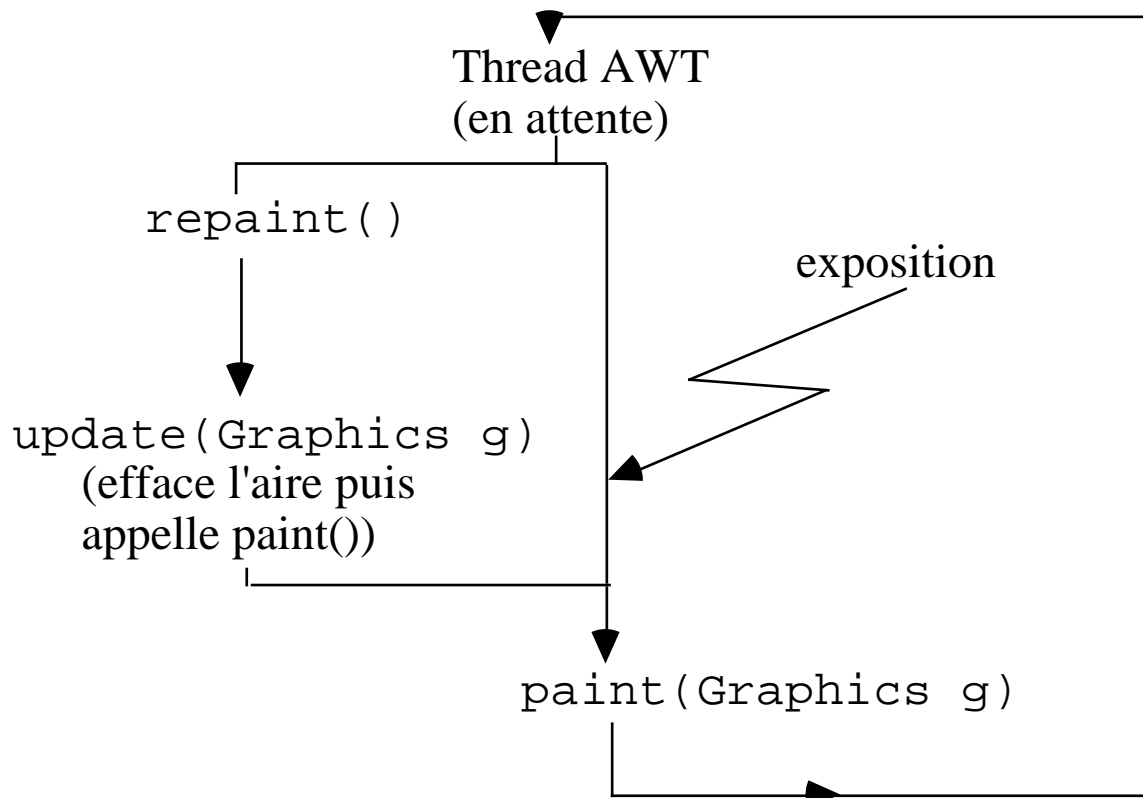 Thread AWT
(en attente)
repaint()
exposition
update(Graphics g)
(efface l'aire puis
appelle paint())
paint(Graphics g)